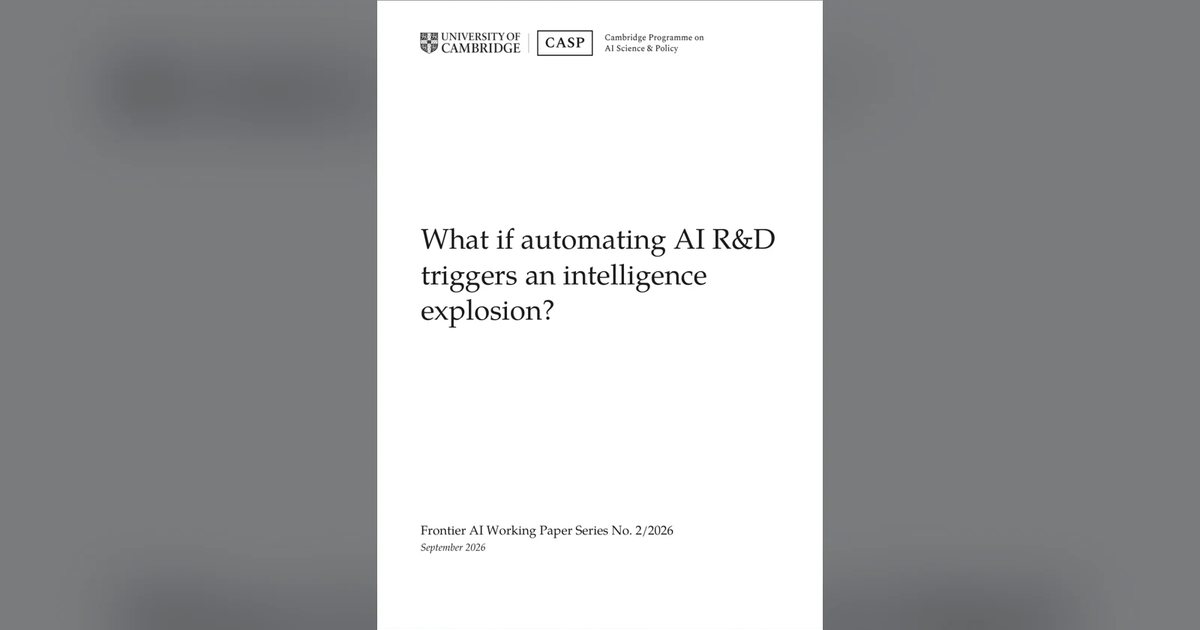 UNIVERSITY OF
CAMBRIDGE
CASP
Cambridge Programme on
AI Science & Policy
What if automating AI R&D
triggers an intelligence
explosion?
Frontier AI Working Paper Series No. 2/2026
September 2026